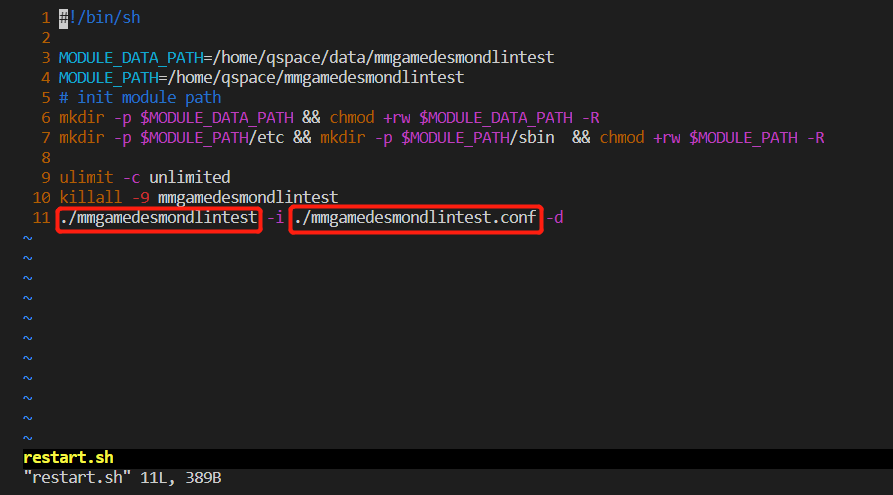 1 #!/bin/sh
2
3 MODULE_DATA_PATH=/home/qspace/data/mmgamedesmondlintest
4 MODULE_PATH=/home/qspace/mmgamedesmondlintest
5 # init module path
6 mkdir -p $MODULE_DATA_PATH && chmod +rw $MODULE_DATA_PATH -R
7 mkdir -p $MODULE_PATH/etc && mkdir -p $MODULE_PATH/sbin  && chmod +rw $MODULE_PATH -R
8
9 ulimit -c unlimited
10 killall -9 mmgamedesmondlintest
11 ./mmgamedesmondlintest -i ./mmgamedesmondlintest.conf -d
~
~
~
~
~
~
~
~
~
~
~
restart.sh
"restart.sh" 11L, 389B